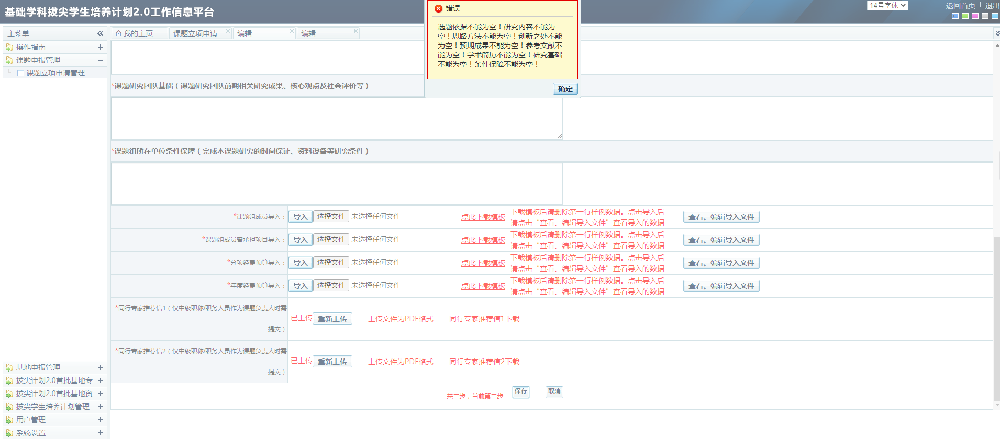 基础学科拔尖学生培养计划2.0工作信息平台
14号字体
返回首页
退出
错误
选题依据不能为空！研究内容不能为
空！思路方法不能为空！创新之处不能
为空！预期成果不能为空！参考文献不
能为空！学术简历不能为空！研究基础
不能为空！条件保障不能为空！
确定
主菜单
操作指南
课题申报管理
课题立项申请管理
基地申报管理
拔尖计划2.0首批基地专
拔尖计划2.0首批基地资
拔尖学生培养计划管理
用户管理
系统设置
我的主页
课题立项申请
编辑
编辑
*课题研究团队基础（课题研究团队前期相关研究成果、核心观点及社会评价等）
*课题组所在单位条件保障（完成本课题研究的时间保证、资料设备等研究条件）
*课题组成员导入：
导入
选择文件 未选择任何文件
点此下载模板
下载模板后请删除第一行样例数据。点击导入后
请点击“查看、编辑导入文件”查看导入的数据
查看、编辑导入文件
*课题组成员曾承担项目导入：
导入
选择文件 未选择任何文件
点此下载模板
下载模板后请删除第一行样例数据。点击导入后
请点击“查看、编辑导入文件”查看导入的数据
查看、编辑导入文件
*分项经费预算导入：
导入
选择文件 未选择任何文件
点此下载模板
下载模板后请删除第一行样例数据。点击导入后
请点击“查看、编辑导入文件”查看导入的数据
查看、编辑导入文件
*年度经费预算导入：
导入
选择文件 未选择任何文件
点此下载模板
下载模板后请删除第一行样例数据。点击导入后
请点击“查看、编辑导入文件”查看导入的数据
查看、编辑导入文件
*同行专家推荐信1（仅中级职称/职务人员作为课题负责人时需
提交）
已上传 重新上传
上传文件为PDF格式
同行专家推荐信1下载
*同行专家推荐信2（仅中级职称/职务人员作为课题负责人时需
提交）
已上传 重新上传
上传文件为PDF格式
同行专家推荐信2下载
共二步，当前第二步
保存
取消